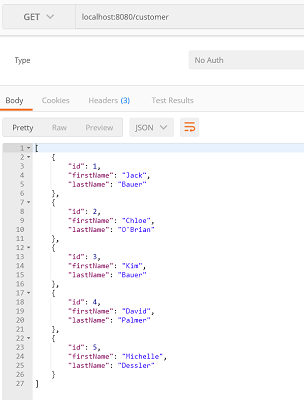 GET localhost:8080/customer
Type No Auth
Body Cookies Headers (3) Test Results
Pretty Raw Preview JSON
1 [
2 {
3 "id": 1,
4 "firstName": "Jack",
5 "lastName": "Bauer"
6 },
7 {
8 "id": 2,
9 "firstName": "Chloe",
10 "lastName": "O'Brian"
11 },
12 {
13 "id": 3,
14 "firstName": "Kim",
15 "lastName": "Bauer"
16 },
17 {
18 "id": 4,
19 "firstName": "David",
20 "lastName": "Palmer"
21 },
22 {
23 "id": 5,
24 "firstName": "Michelle",
25 "lastName": "Dessler"
26 }
27 ]